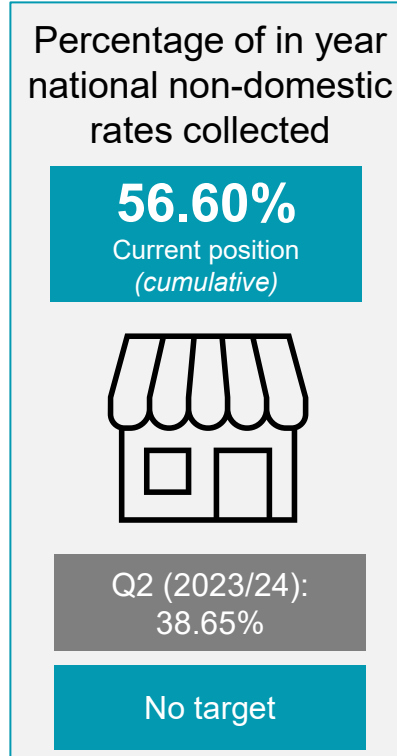 Percentage of in year
national non-domestic
rates collected
56.60%
Current position
(cumulative)
Q2 (2023/24):
38.65%
No target